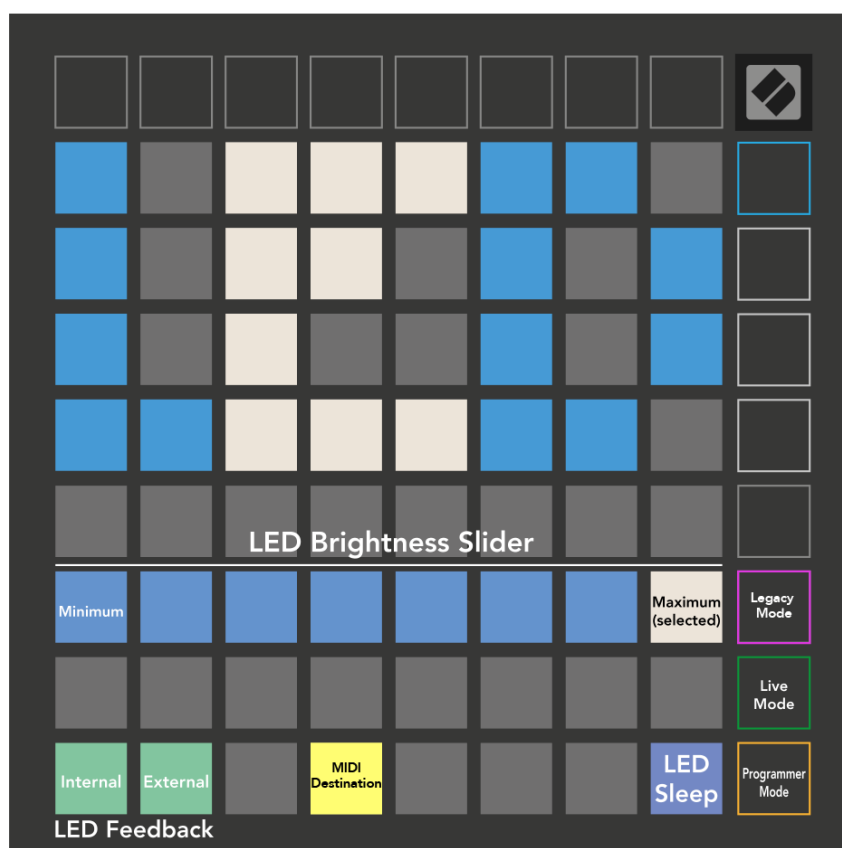 LED Brightness Slider
Minimum
Maximum
(selected)
Legacy
Mode
Live
Mode
Internal
External
MIDI
Destination
LED
Sleep
Programmer
Mode
LED Feedback